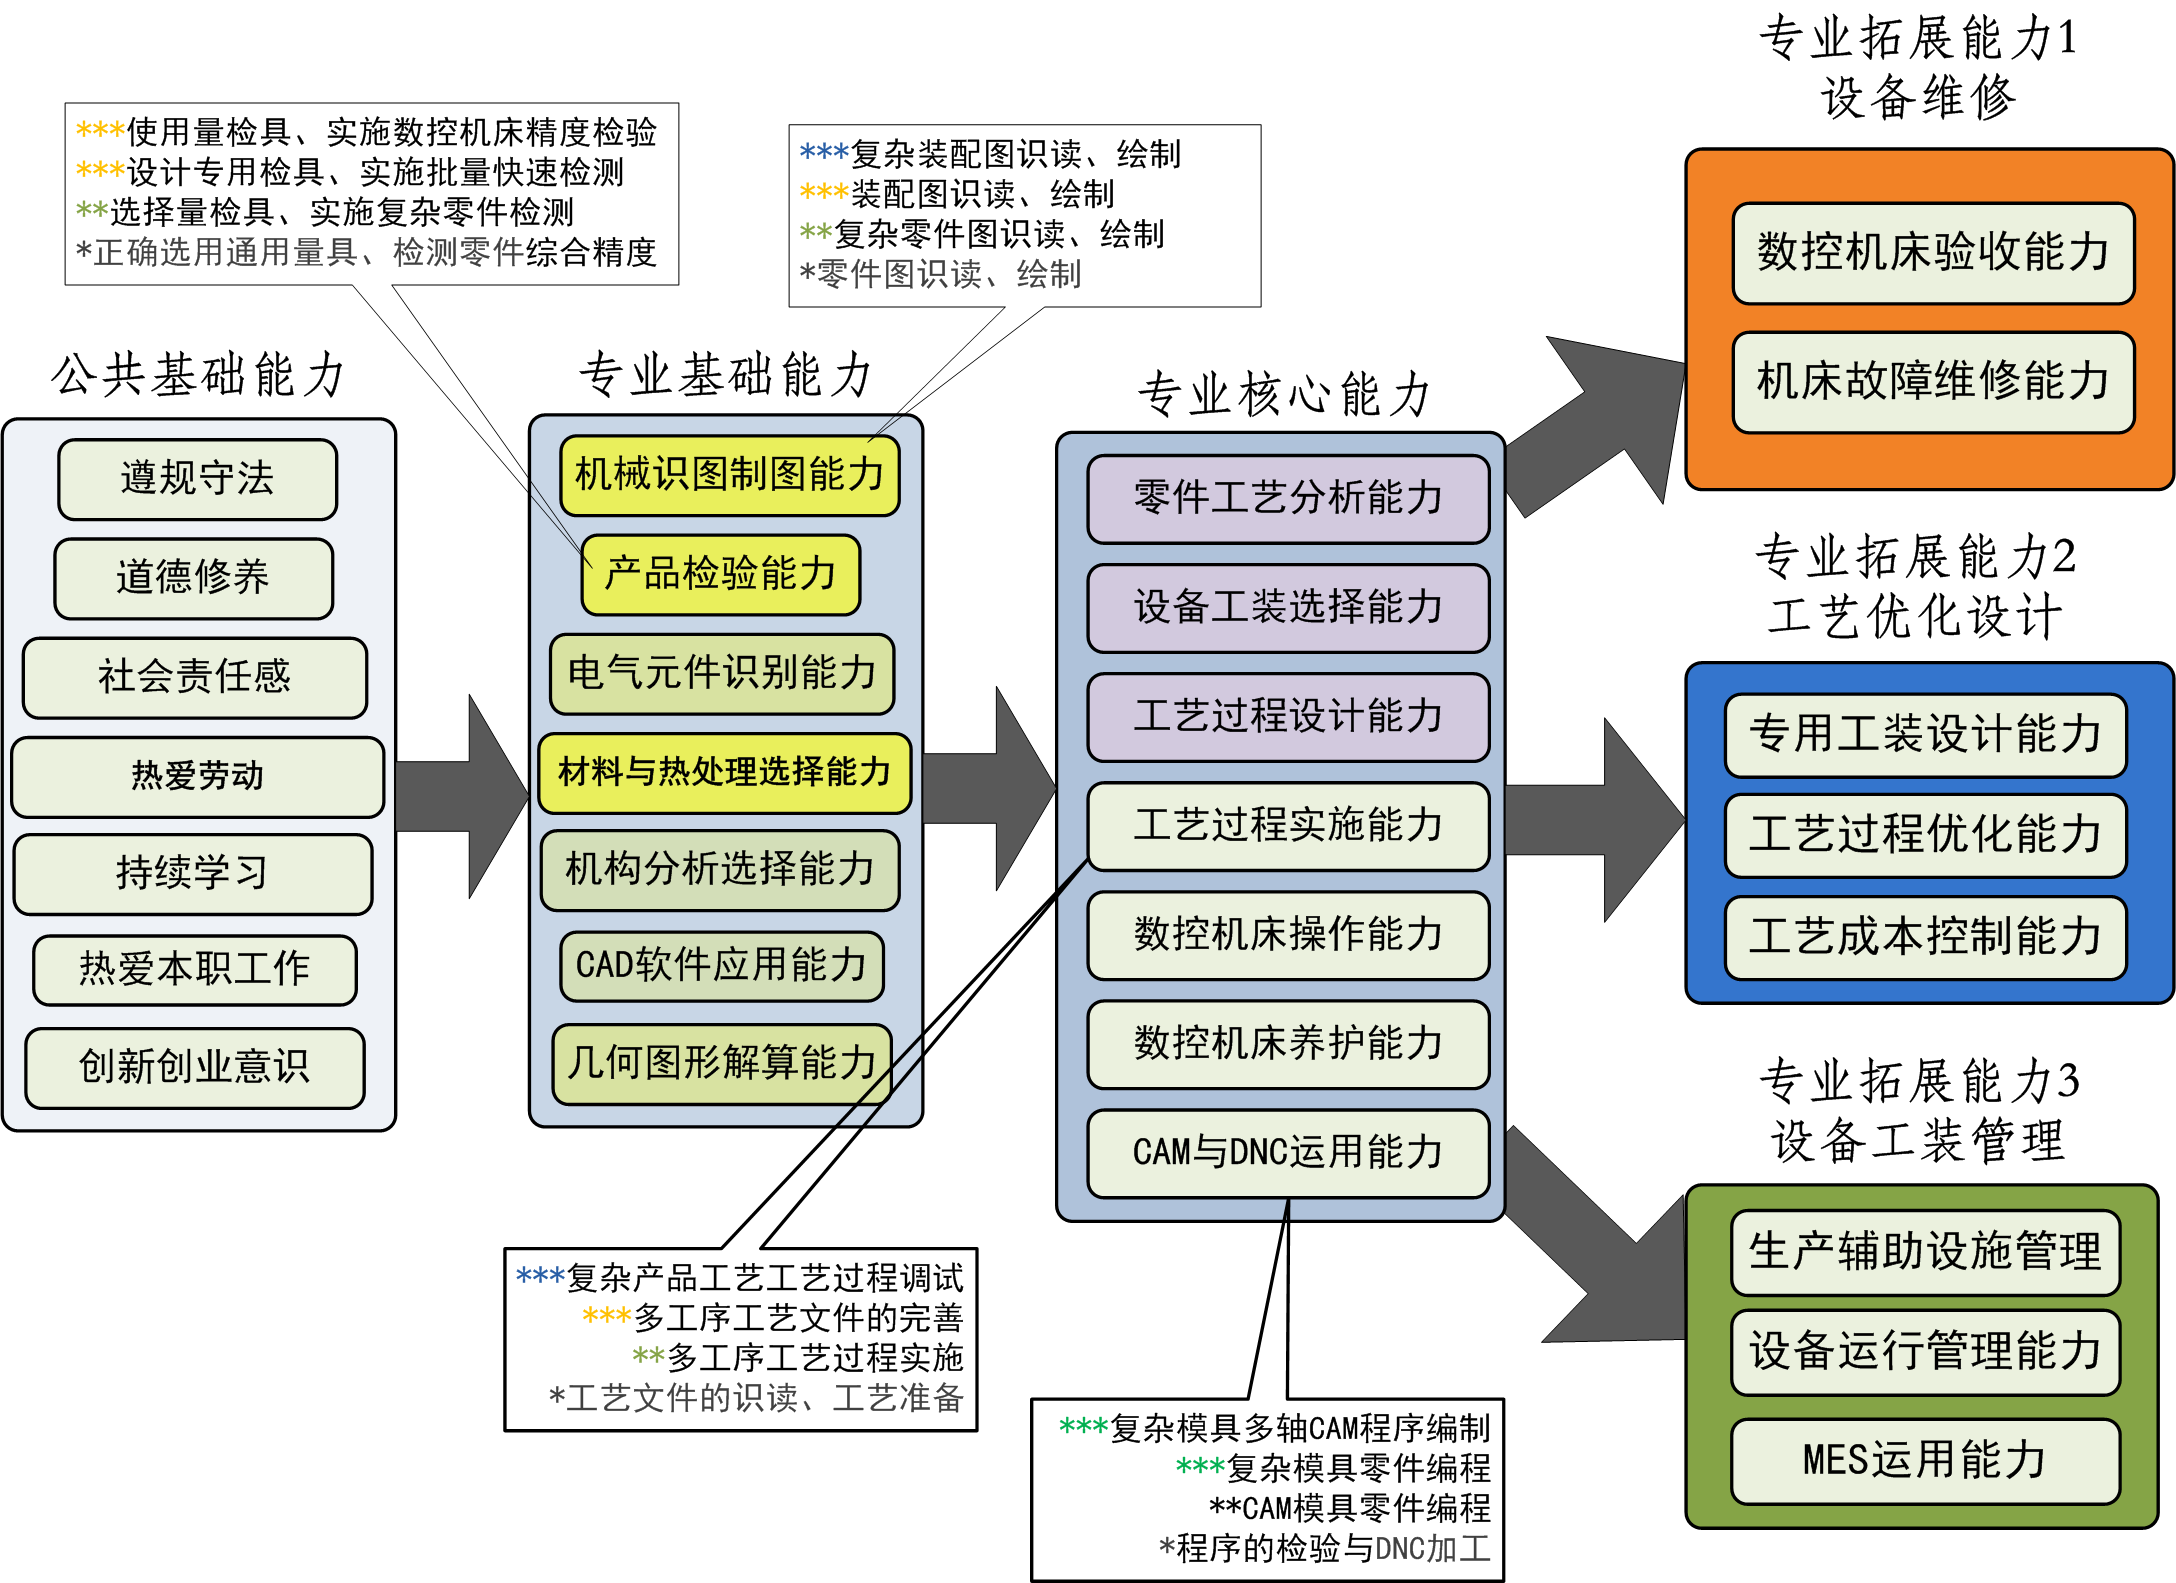 ***使用量检具、实施数控机床精度检验
***设计专用检具、实施批量快速检测
**选择量检具、实施复杂零件检测
*正确选用通用量具、检测零件综合精度
***复杂装配图识读、绘制
***装配图识读、绘制
**复杂零件图识读、绘制
*零件图识读、绘制
公共基础能力
遵规守法
道德修养
社会责任感
热爱劳动
持续学习
热爱本职工作
创新创业意识
专业基础能力
机械识图制图能力
产品检验能力
电气元件识别能力
材料与热处理选择能力
机构分析选择能力
CAD软件应用能力
几何图形解算能力
专业核心能力
零件工艺分析能力
设备工装选择能力
工艺过程设计能力
工艺过程实施能力
数控机床操作能力
数控机床养护能力
CAM与DNC运用能力
***复杂产品工艺工艺过程调试
***多工序工艺文件的完善
**多工序工艺过程实施
*工艺文件的识读、工艺准备
***复杂模具多轴CAM程序编制
***复杂模具零件编程
**CAM模具零件编程
*程序的检验与DNC加工
专业拓展能力1
设备维修
数控机床验收能力
机床故障维修能力
专业拓展能力2
工艺优化设计
专用工装设计能力
工艺过程优化能力
工艺成本控制能力
专业拓展能力3
设备工装管理
生产辅助设施管理
设备运行管理能力
MES运用能力